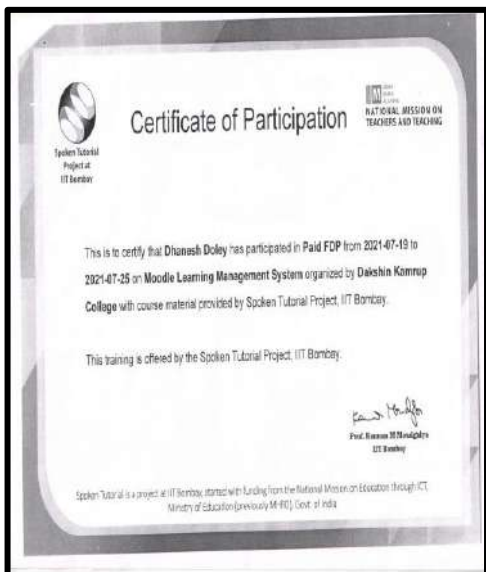 Certificate of Participation
Spoken Tutorial
Project at
IIT Bombay
NATIONAL MISSION ON
TEACHERS AND TEACHING
This is to certify that Dhanesh Doley has participated in Paid FDP from 2021-07-19 to
2021-07-25 on Moodle Learning Management System organized by Dakshin Kamrup
College with course material provided by Spoken Tutorial Project, IIT Bombay.
This training is offered by the Spoken Tutorial Project, IIT Bombay.
Prof. Kannan M Moudgalya
IIT Bombay
Spoken Tutorial is a project at IIT Bombay, started with funding from the National Mission on Education through ICT,
Ministry of Education (previously MHRD), Govt. of India